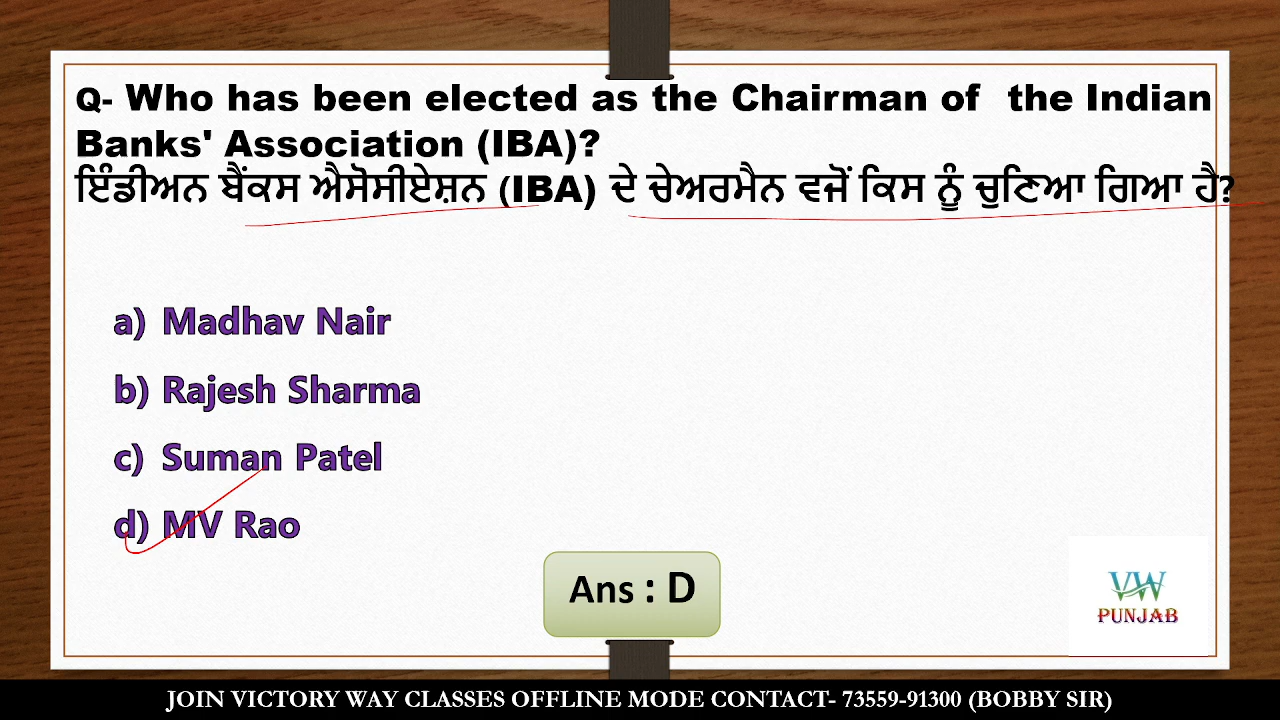 Q- Who has been elected as the Chairman of the Indian
Banks' Association (IBA)?
ਇੰਡੀਅਨ ਬੈਂਕਸ ਐਸੋਸੀਏਸ਼ਨ (IBA) ਦੇ ਚੇਅਰਮੈਨ ਵਜੋਂ ਕਿਸ ਨੂੰ ਚੁਣਿਆ ਗਿਆ ਹੈ?
a) Madhav Nair
b) Rajesh Sharma
c) Suman Patel
d) MV Rao
Ans : D
VW
PUNJAB
JOIN VICTORY WAY CLASSES OFFLINE MODE CONTACT- 73559-91300 (BOBBY SIR)